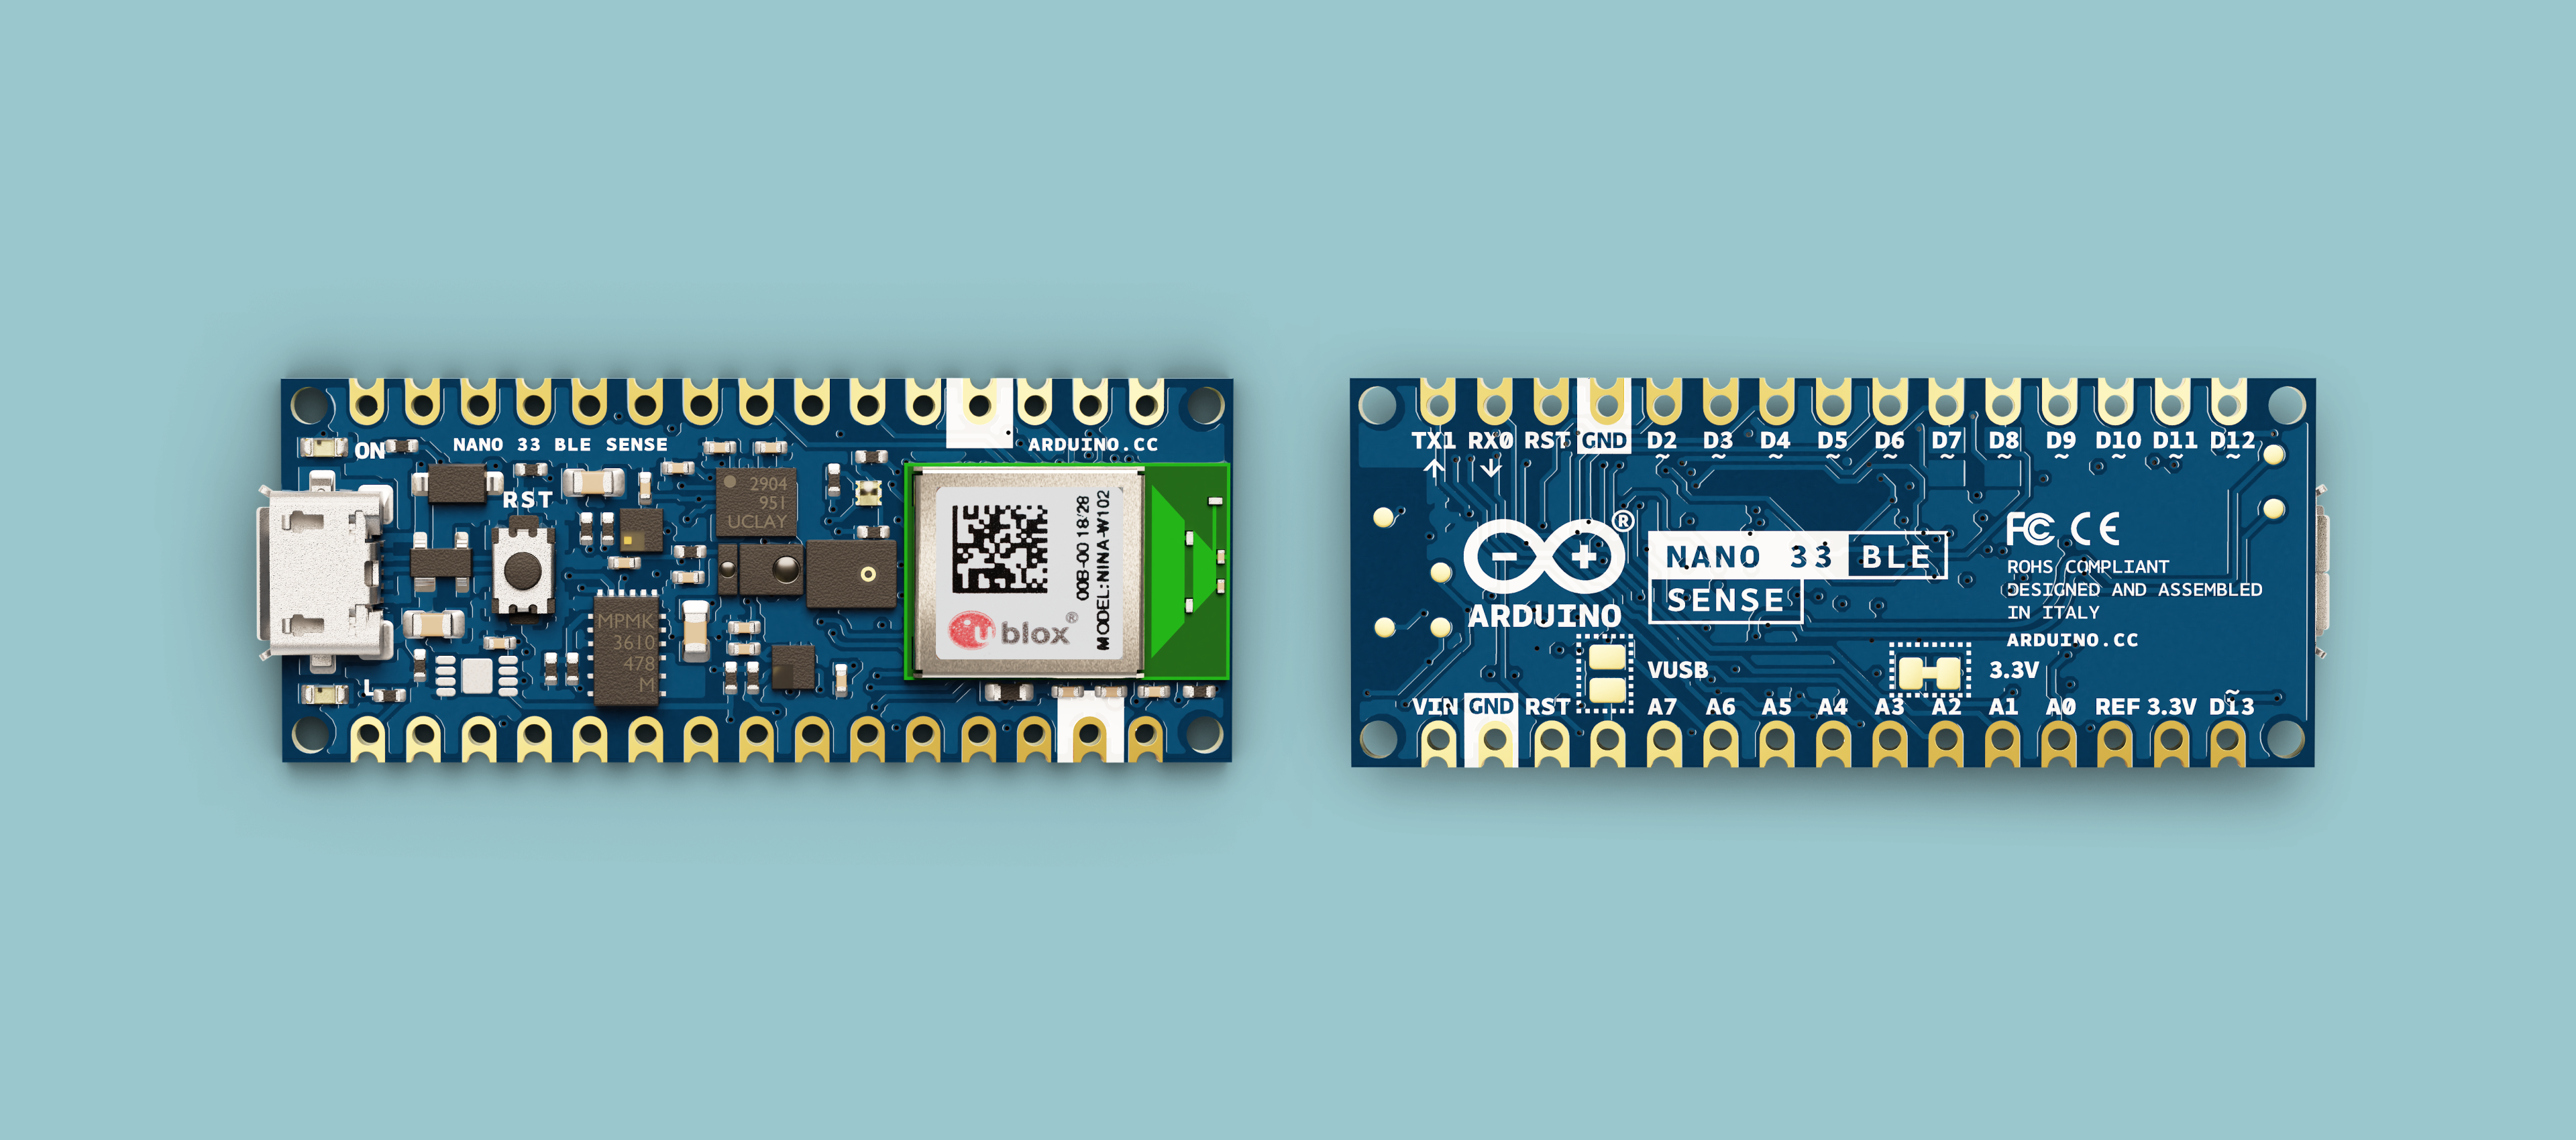 ON
NANO 33 BLE SENSE
ARDUINO.CC
RST
2904
951
UCLAY
MPMK
3610
478
M
L
u blox®
00B-00 18/28
MODEL:NINA-W102
TX1 RX0 RST GND D2 D3 D4 D5 D6 D7 D8 D9 D10 D11 D12
~ ~ ~ ~ ~ ~ ~ ~ ~ ~ ~
®
ARDUINO
NANO 33 BLE
SENSE
FC CE
ROHS COMPLIANT
DESIGNED AND ASSEMBLED
IN ITALY
ARDUINO.CC
VUSB
3.3V
~
VIN GND RST A7 A6 A5 A4 A3 A2 A1 A0 REF 3.3V D13